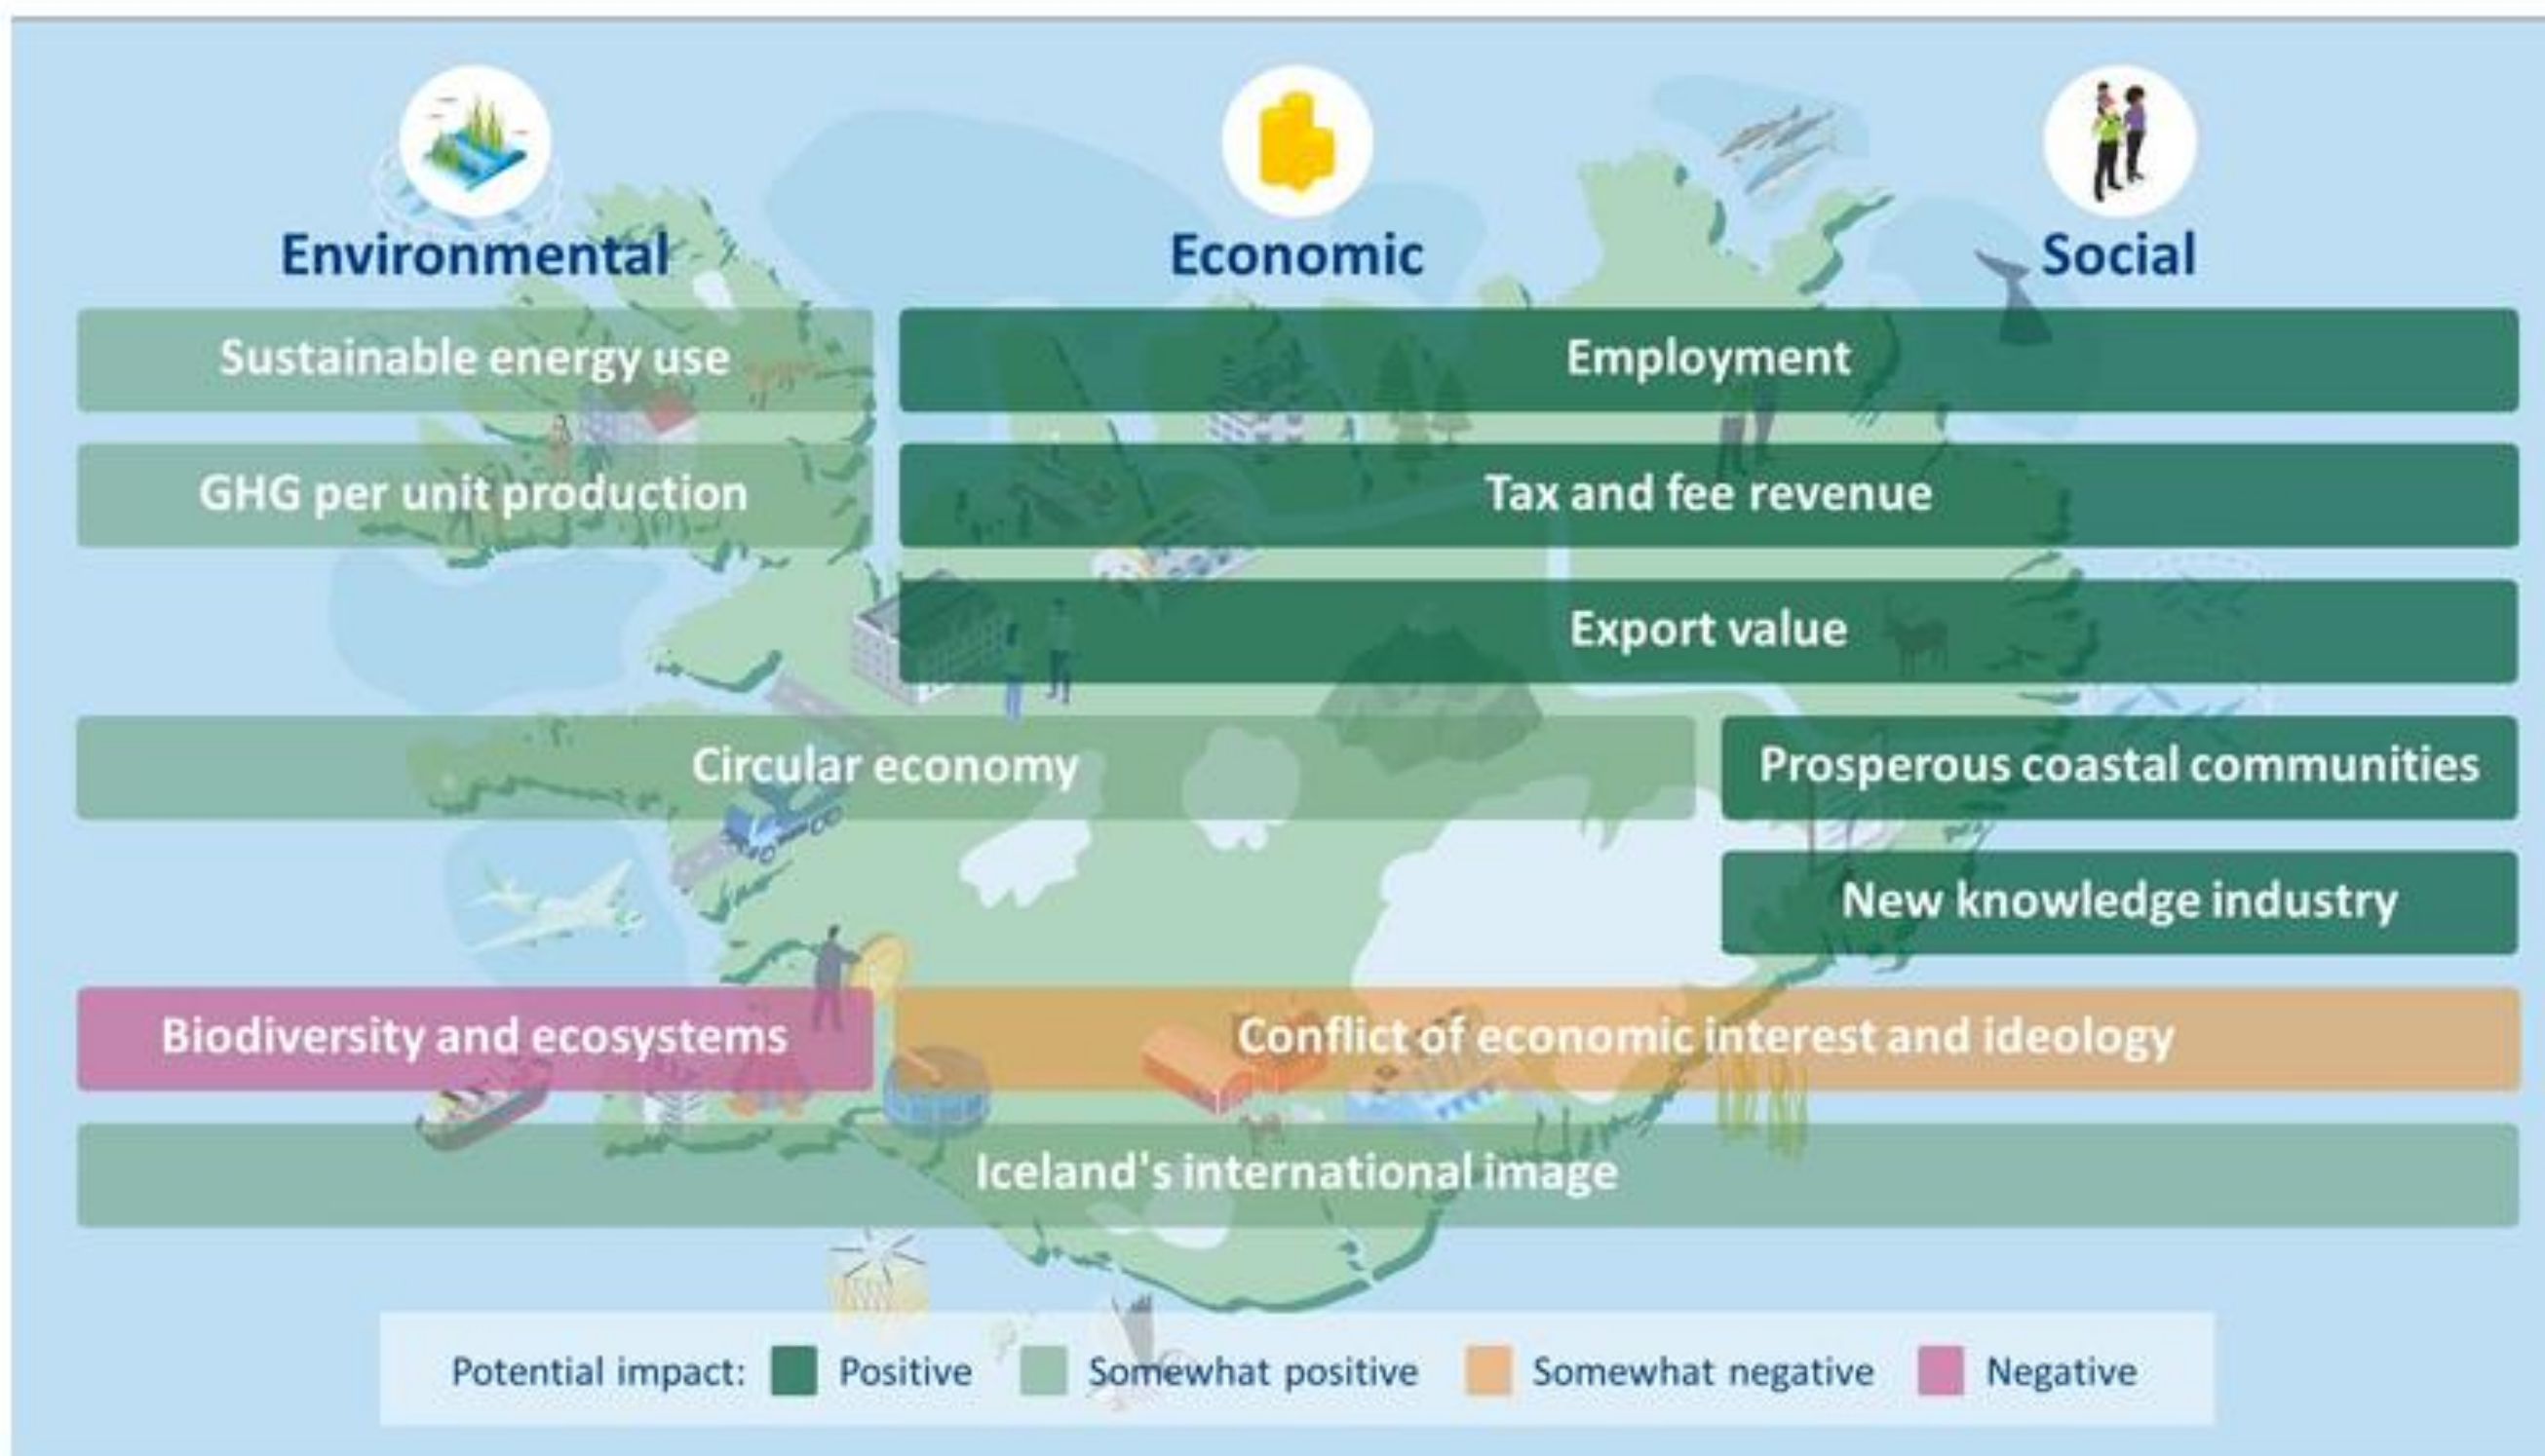 Environmental
Economic
Social
Sustainable energy use
Employment
GHG per unit production
Tax and fee revenue
Export value
Circular economy
Prosperous coastal communities
New knowledge industry
Biodiversity and ecosystems
Conflict of economic interest and ideology
Iceland's international image
Potential impact:
Positive
Somewhat positive
Somewhat negative
Negative